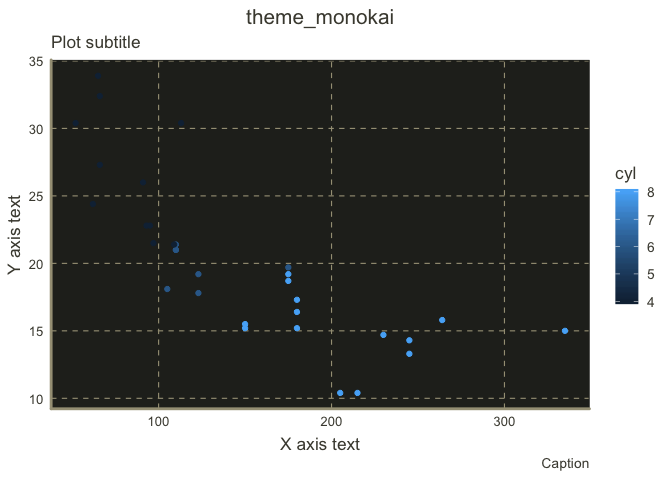 theme_monokai
Plot subtitle
35
30
25
20
15
10
Y axis text
100 200 300
X axis text
Caption
cyl
8
7
6
5
4